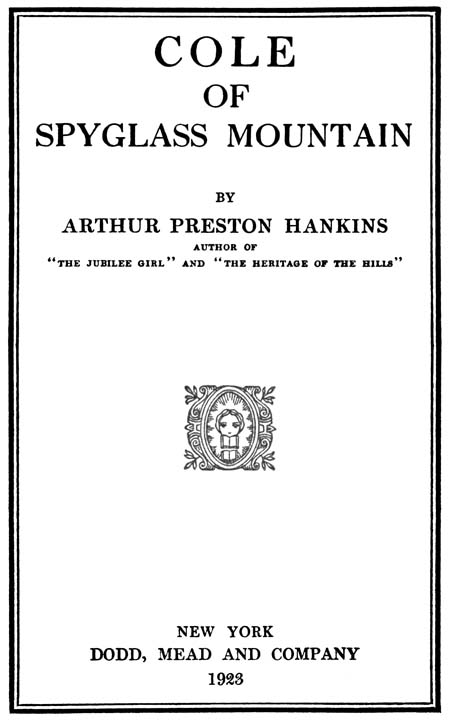 COLE
OF
SPYGLASS MOUNTAIN
BY
ARTHUR PRESTON HANKINS
AUTHOR OF
"THE JUBILEE GIRL" AND "THE HERITAGE OF THE HILLS"
NEW YORK
DODD, MEAD AND COMPANY
1923